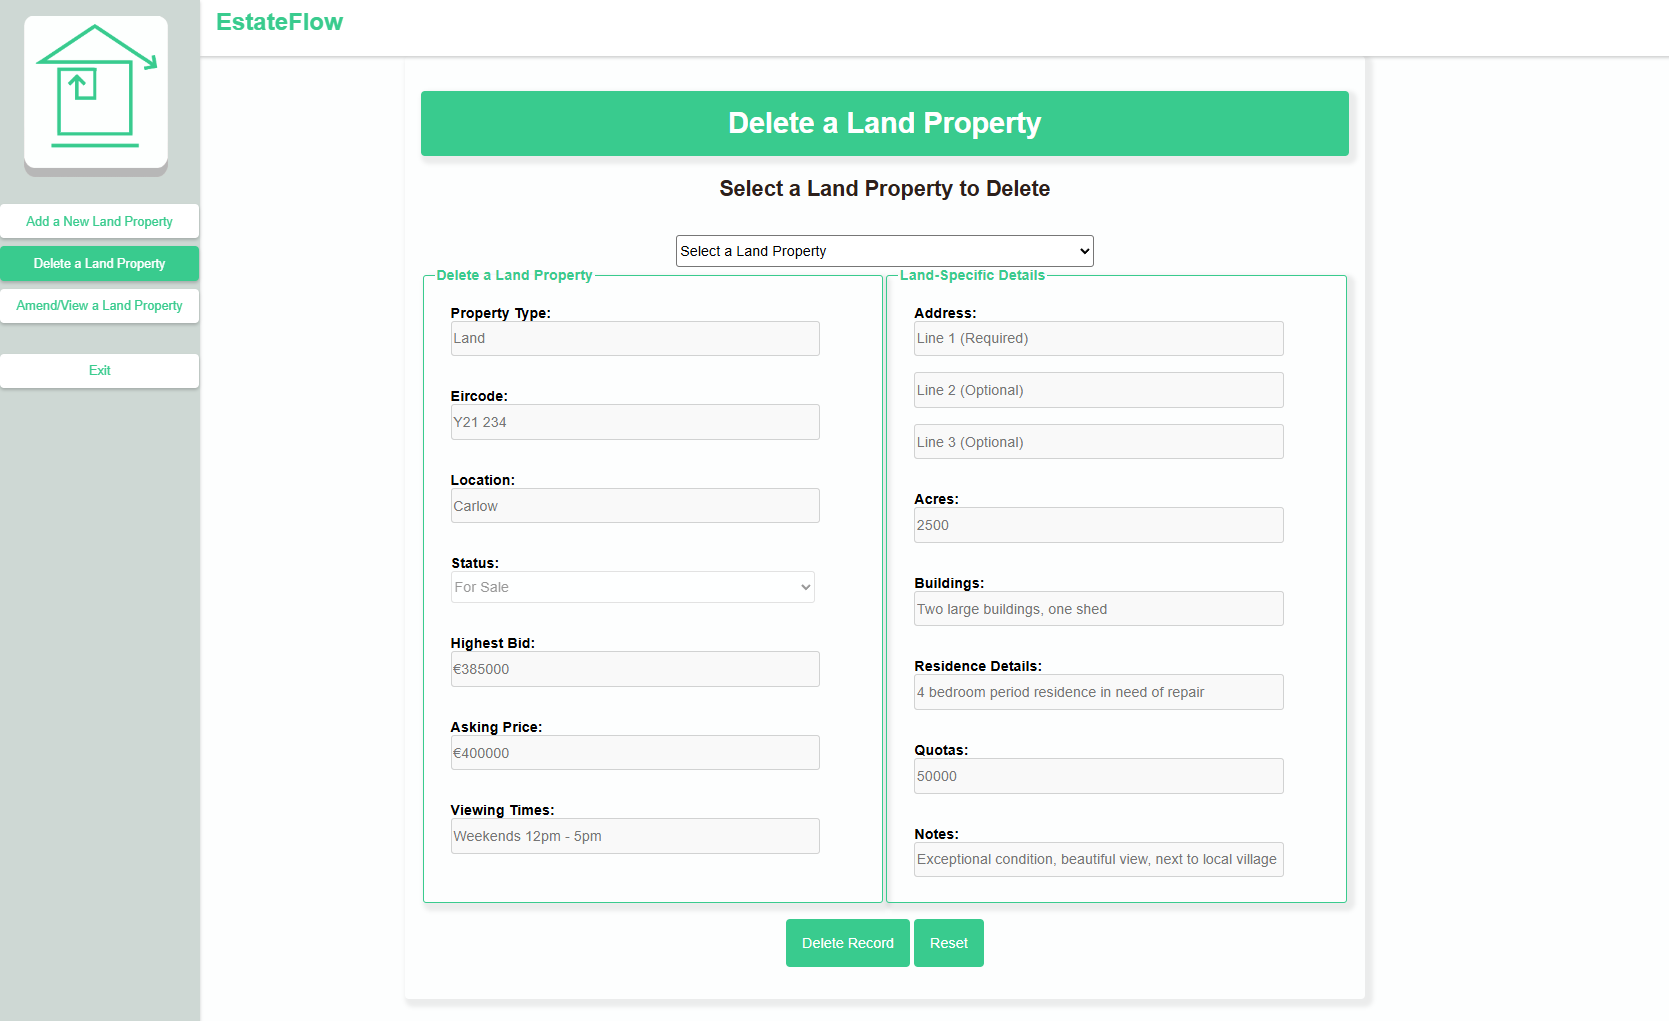 EstateFlow
Add a New Land Property
Delete a Land Property
Amend/View a Land Property
Exit
Delete a Land Property
Select a Land Property to Delete
Select a Land Property
Delete a Land Property
Property Type:
Land
Eircode:
Y21 234
Location:
Carlow
Status:
For Sale
Highest Bid:
€385000
Asking Price:
€400000
Viewing Times:
Weekends 12pm - 5pm
Land-Specific Details
Address:
Line 1 (Required)
Line 2 (Optional)
Line 3 (Optional)
Acres:
2500
Buildings:
Two large buildings, one shed
Residence Details:
4 bedroom period residence in need of repair
Quotas:
50000
Notes:
Exceptional condition, beautiful view, next to local village
Delete Record
Reset